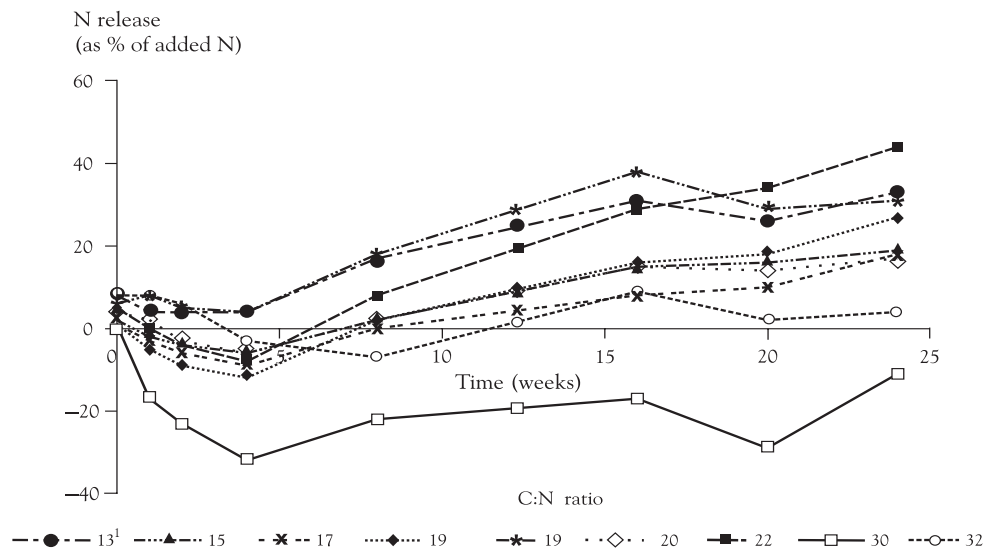 N release
(as % of added N)
60
40
20
0
−20
−40
0 5 10 15 20 25
Time (weeks)
C:N ratio
13¹ 15 17 19 19 20 22 30 32